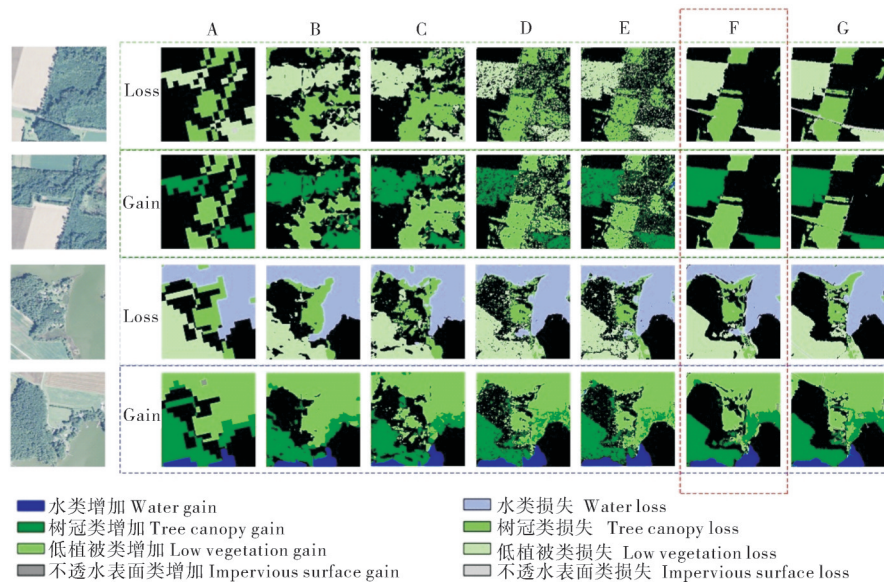 A B C D E F G
Loss
Gain
Loss
Gain
水类增加 Water gain
树冠类增加 Tree canopy gain
低植被类增加 Low vegetation gain
不透水表面类增加 Impervious surface gain
水类损失 Water loss
树冠类损失 Tree canopy loss
低植被类损失 Low vegetation loss
不透水表面类损失 Impervious surface loss